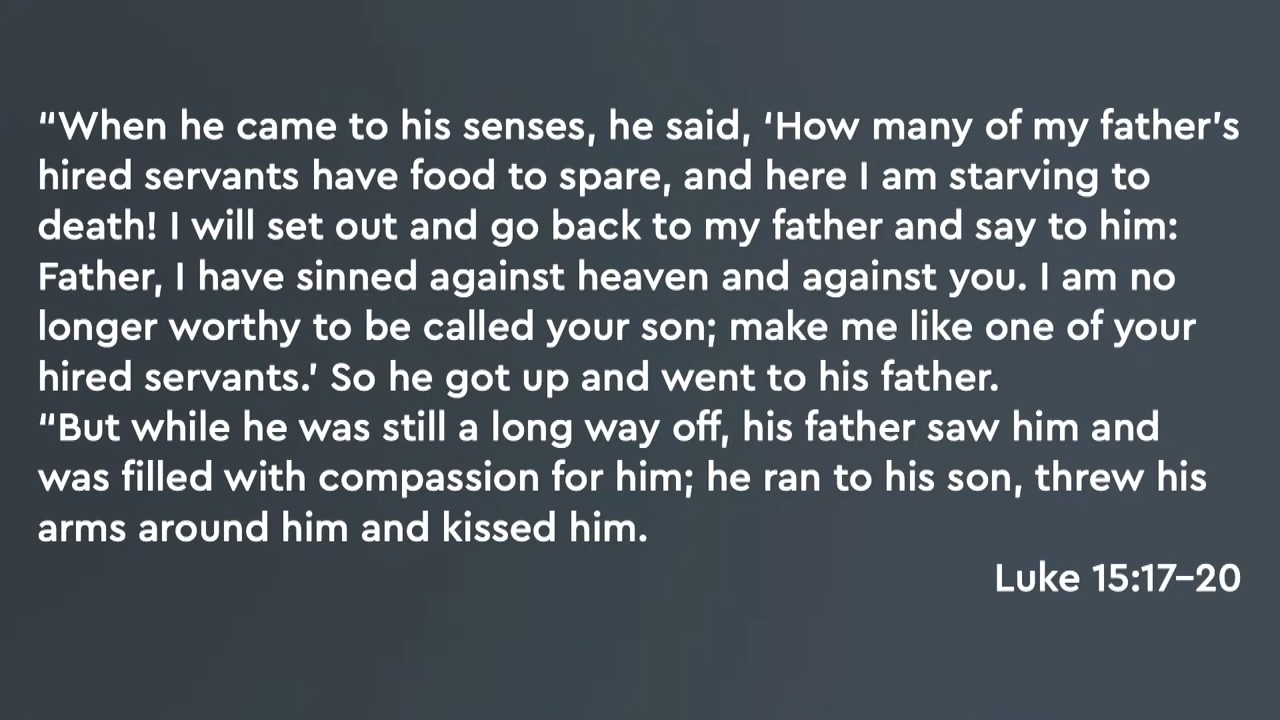 “When he came to his senses, he said, ‘How many of my father’s
hired servants have food to spare, and here I am starving to
death! I will set out and go back to my father and say to him:
Father, I have sinned against heaven and against you. I am no
longer worthy to be called your son; make me like one of your
hired servants.’ So he got up and went to his father.
“But while he was still a long way off, his father saw him and
was filled with compassion for him; he ran to his son, threw his
arms around him and kissed him.
Luke 15:17–20